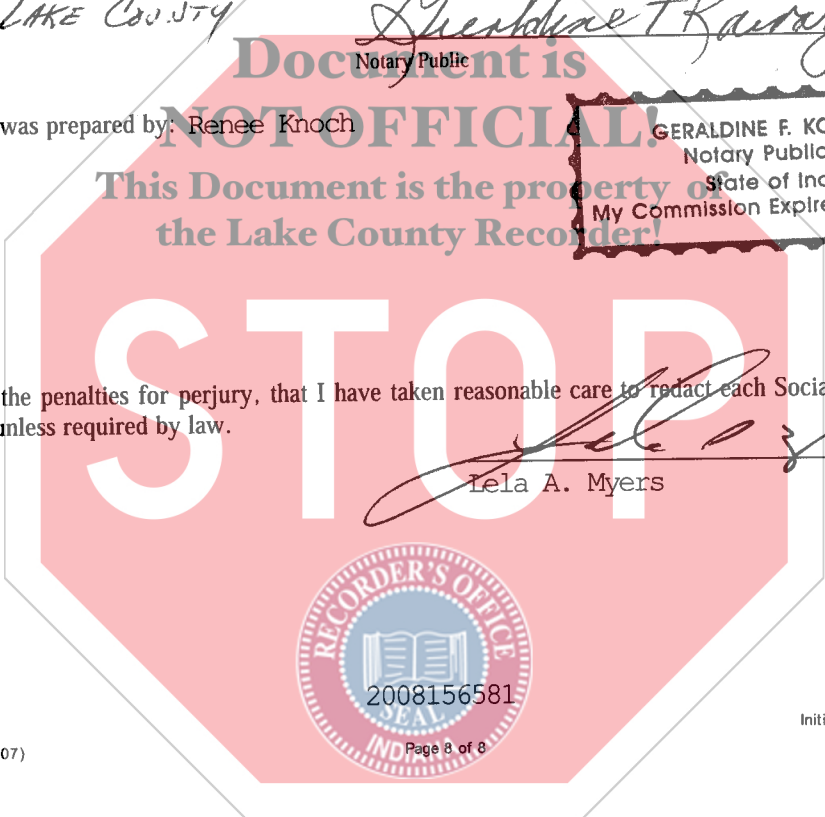 LAKE COUNTY
Notary Public
was prepared by: Renee Knoch
GERALDINE F. KO
Notary Public
State of Ind
My Commission Expire
Document is
NOT OFFICIAL!
This Document is the property of
the Lake County Recorder!
STOP
the penalties for perjury, that I have taken reasonable care to redact each Socia
unless required by law.
Lela A. Myers
RECORDER'S OFFICE
2008156581
SEAL
INDIANA
Page 8 of 8
Initi
07)